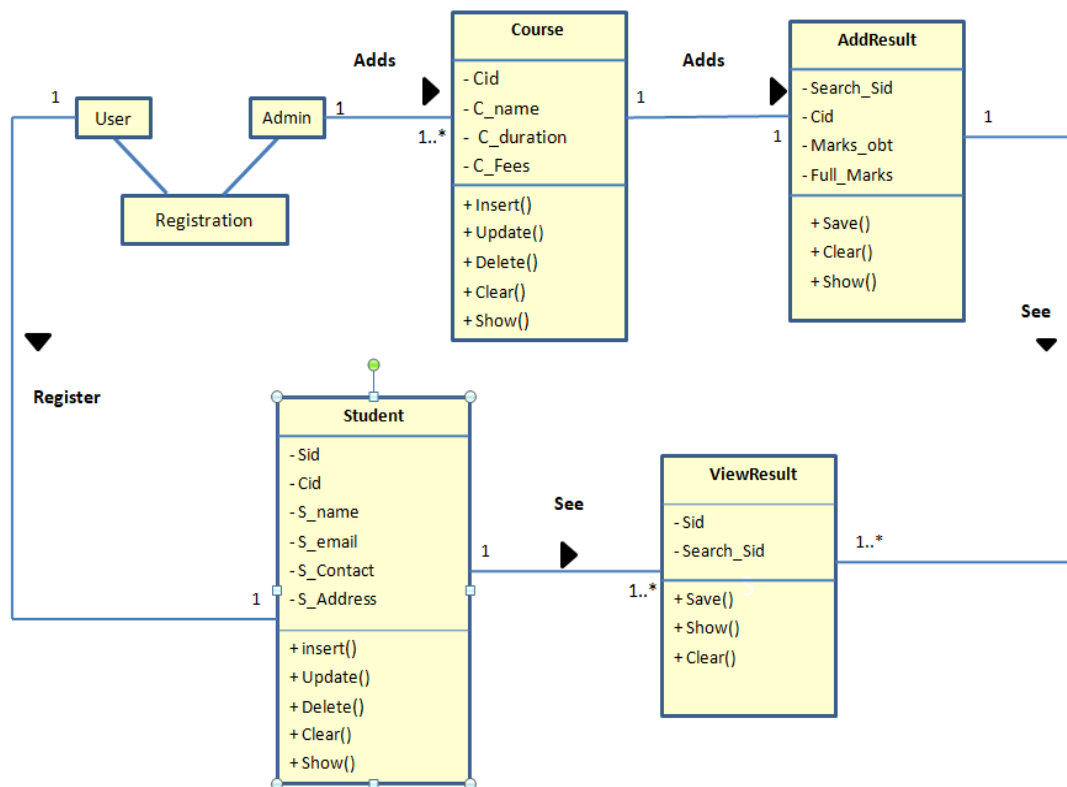 Course
- Cid
- C_name
- C_duration
- C_Fees
+ Insert()
+ Update()
+ Delete()
+ Clear()
+ Show()
AddResult
- Search_Sid
- Cid
- Marks_obt
- Full_Marks
+ Save()
+ Clear()
+ Show()
Adds
Adds
1
User
Admin
1
1..*
1
1
1
Registration
See
Register
Student
- Sid
- Cid
- S_name
- S_email
- S_Contact
- S_Address
+ insert()
+ Update()
+ Delete()
+ Clear()
+ Show()
1
See
1
1..*
ViewResult
- Sid
- Search_Sid
+ Save()
+ Show()
+ Clear()
1..*